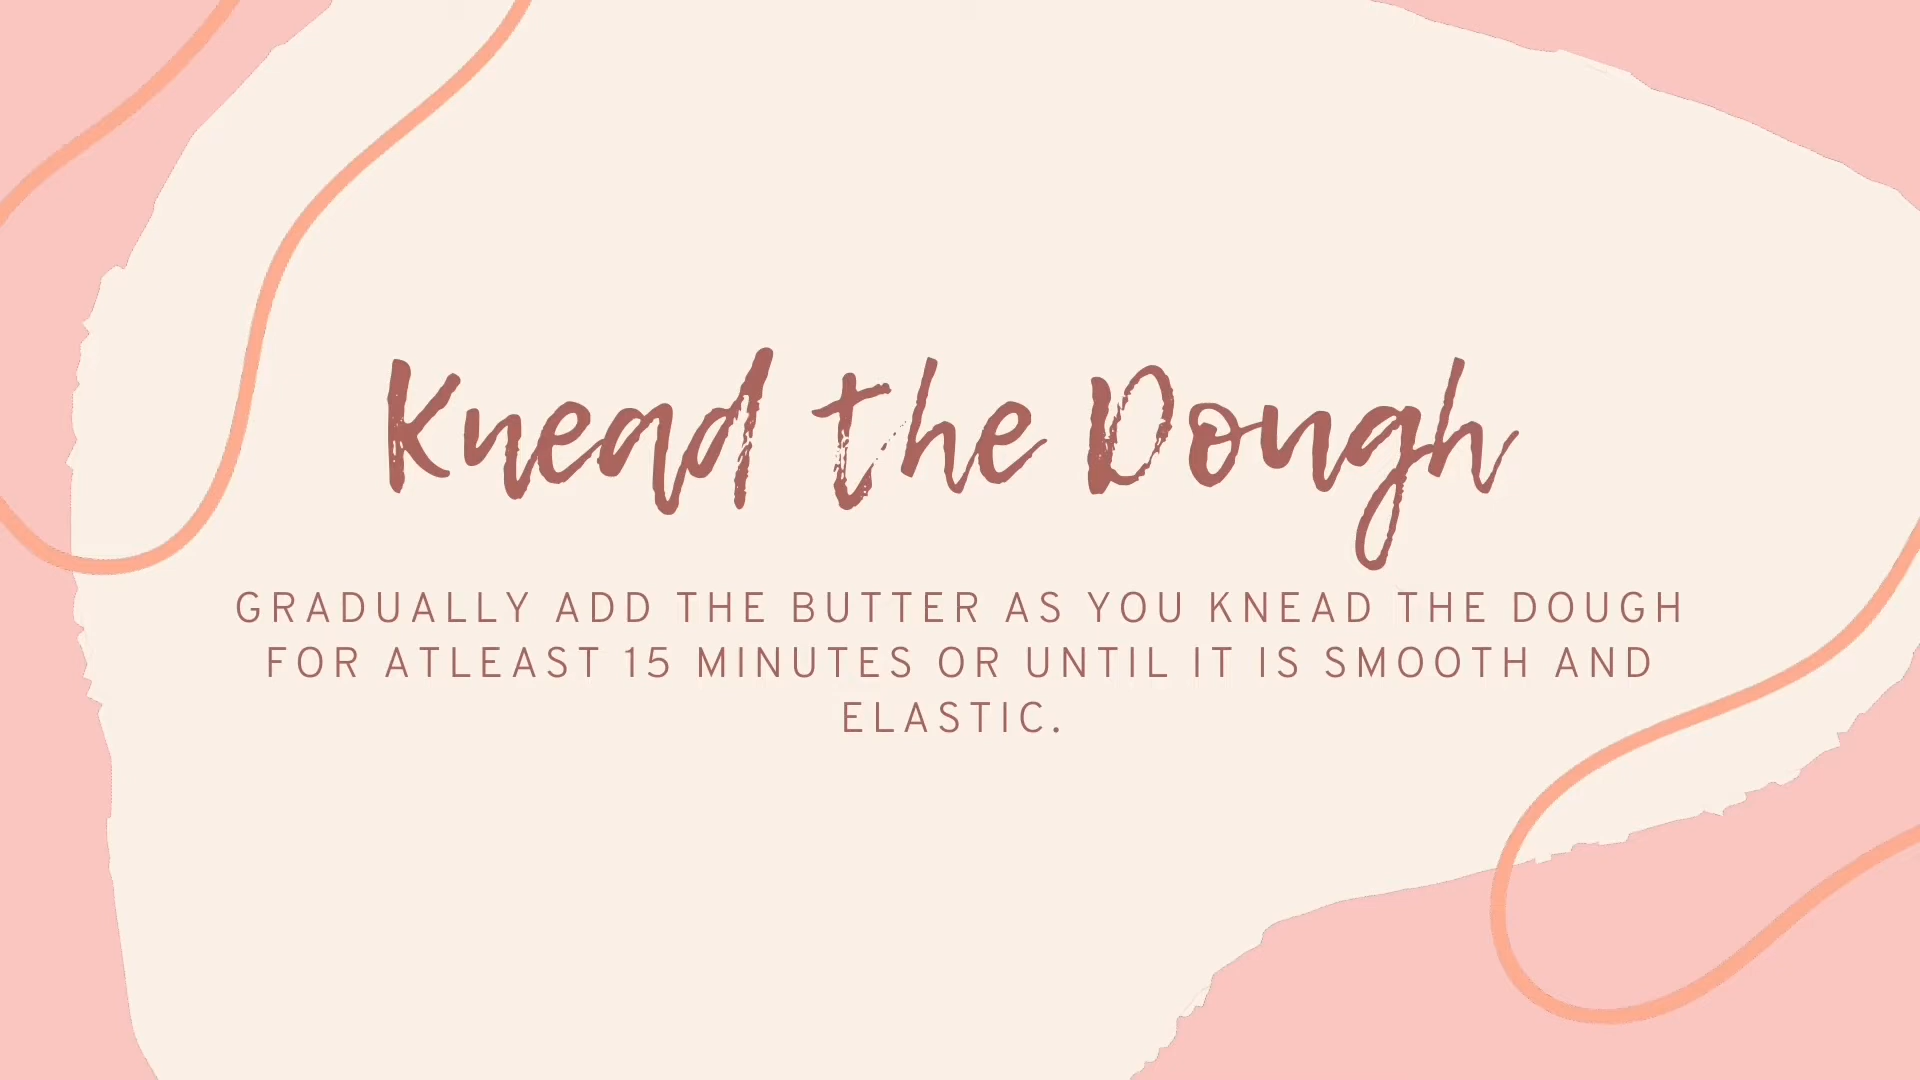 Knead the Dough
GRADUALLY ADD THE BUTTER AS YOU KNEAD THE DOUGH
FOR ATLEAST 15 MINUTES OR UNTIL IT IS SMOOTH AND
ELASTIC.